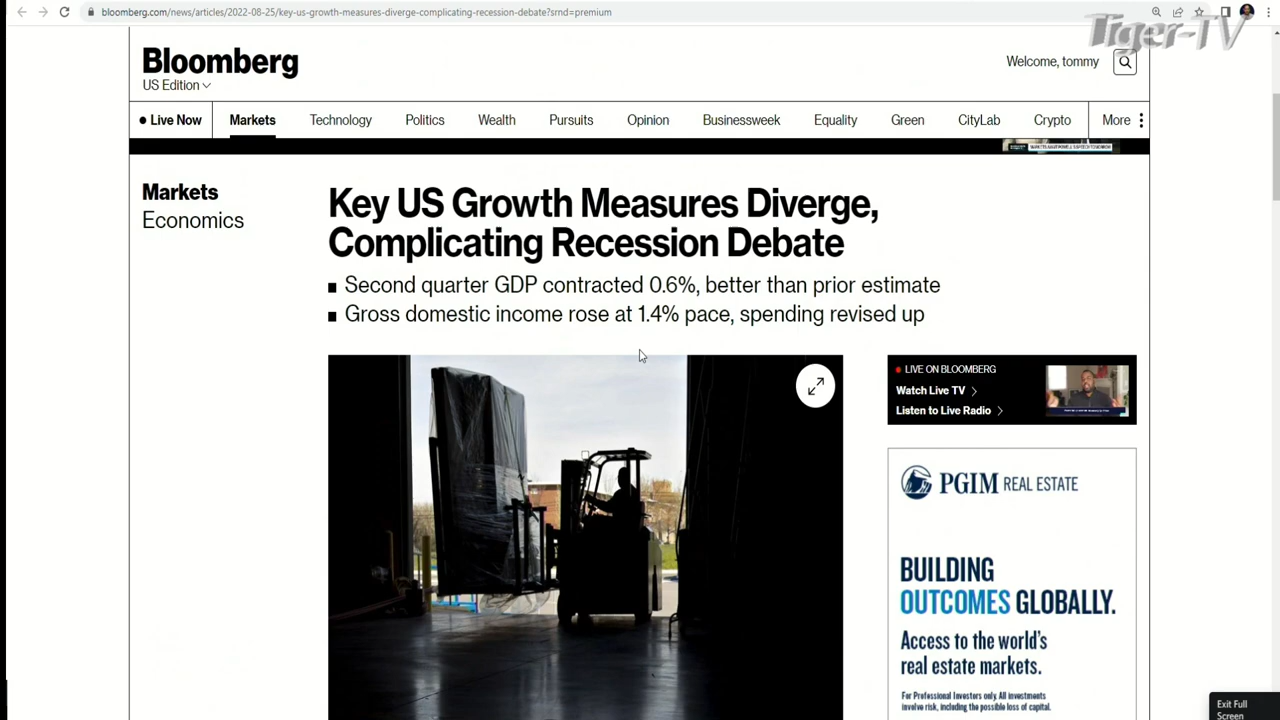 bloomberg.com/news/articles/2022-08-25/key-us-growth-measures-diverge-complicating-recession-debate?srnd=premium
Tiger-TV
Bloomberg
US Edition
Welcome, tommy
Live Now
Markets
Technology
Politics
Wealth
Pursuits
Opinion
Businessweek
Equality
Green
CityLab
Crypto
More
Markets
Economics
Key US Growth Measures Diverge,
Complicating Recession Debate
Second quarter GDP contracted 0.6%, better than prior estimate
Gross domestic income rose at 1.4% pace, spending revised up
LIVE ON BLOOMBERG
Watch Live TV
Listen to Live Radio
PGIM REAL ESTATE
BUILDING
OUTCOMES GLOBALLY.
Access to the world's
real estate markets.
For Professional Investors only. All investments
involve risk, including the possible loss of capital.
Exit Full
Screen